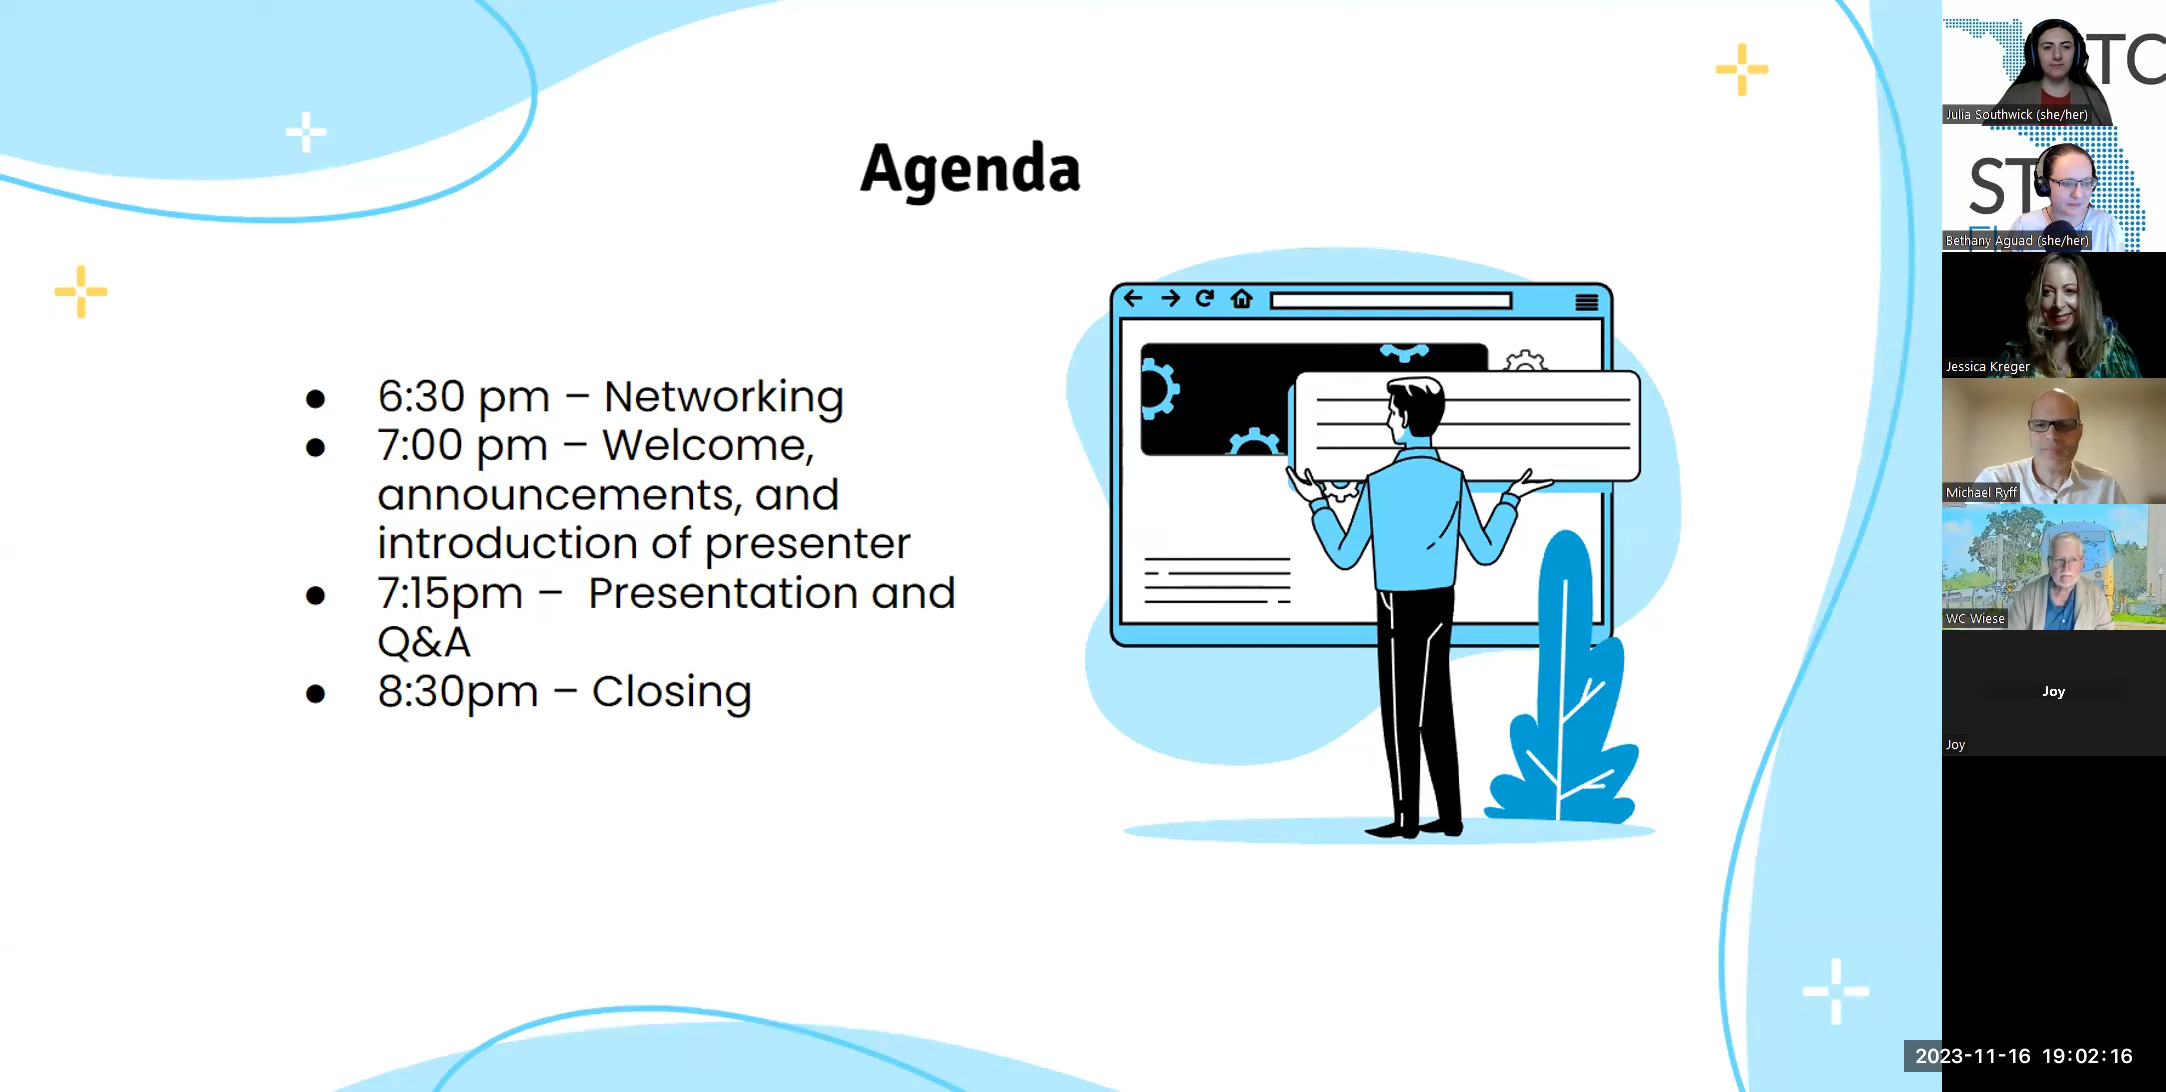 Agenda
● 6:30 pm – Networking
● 7:00 pm – Welcome,
announcements, and
introduction of presenter
● 7:15pm – Presentation and
Q&A
● 8:30pm – Closing
TC
Julia Southwick (she/her)
ST
Bethany Aguad (she/her)
Jessica Kreger
Michael Ryff
WC Wiese
Joy
Joy
2023-11-16 19:02:16